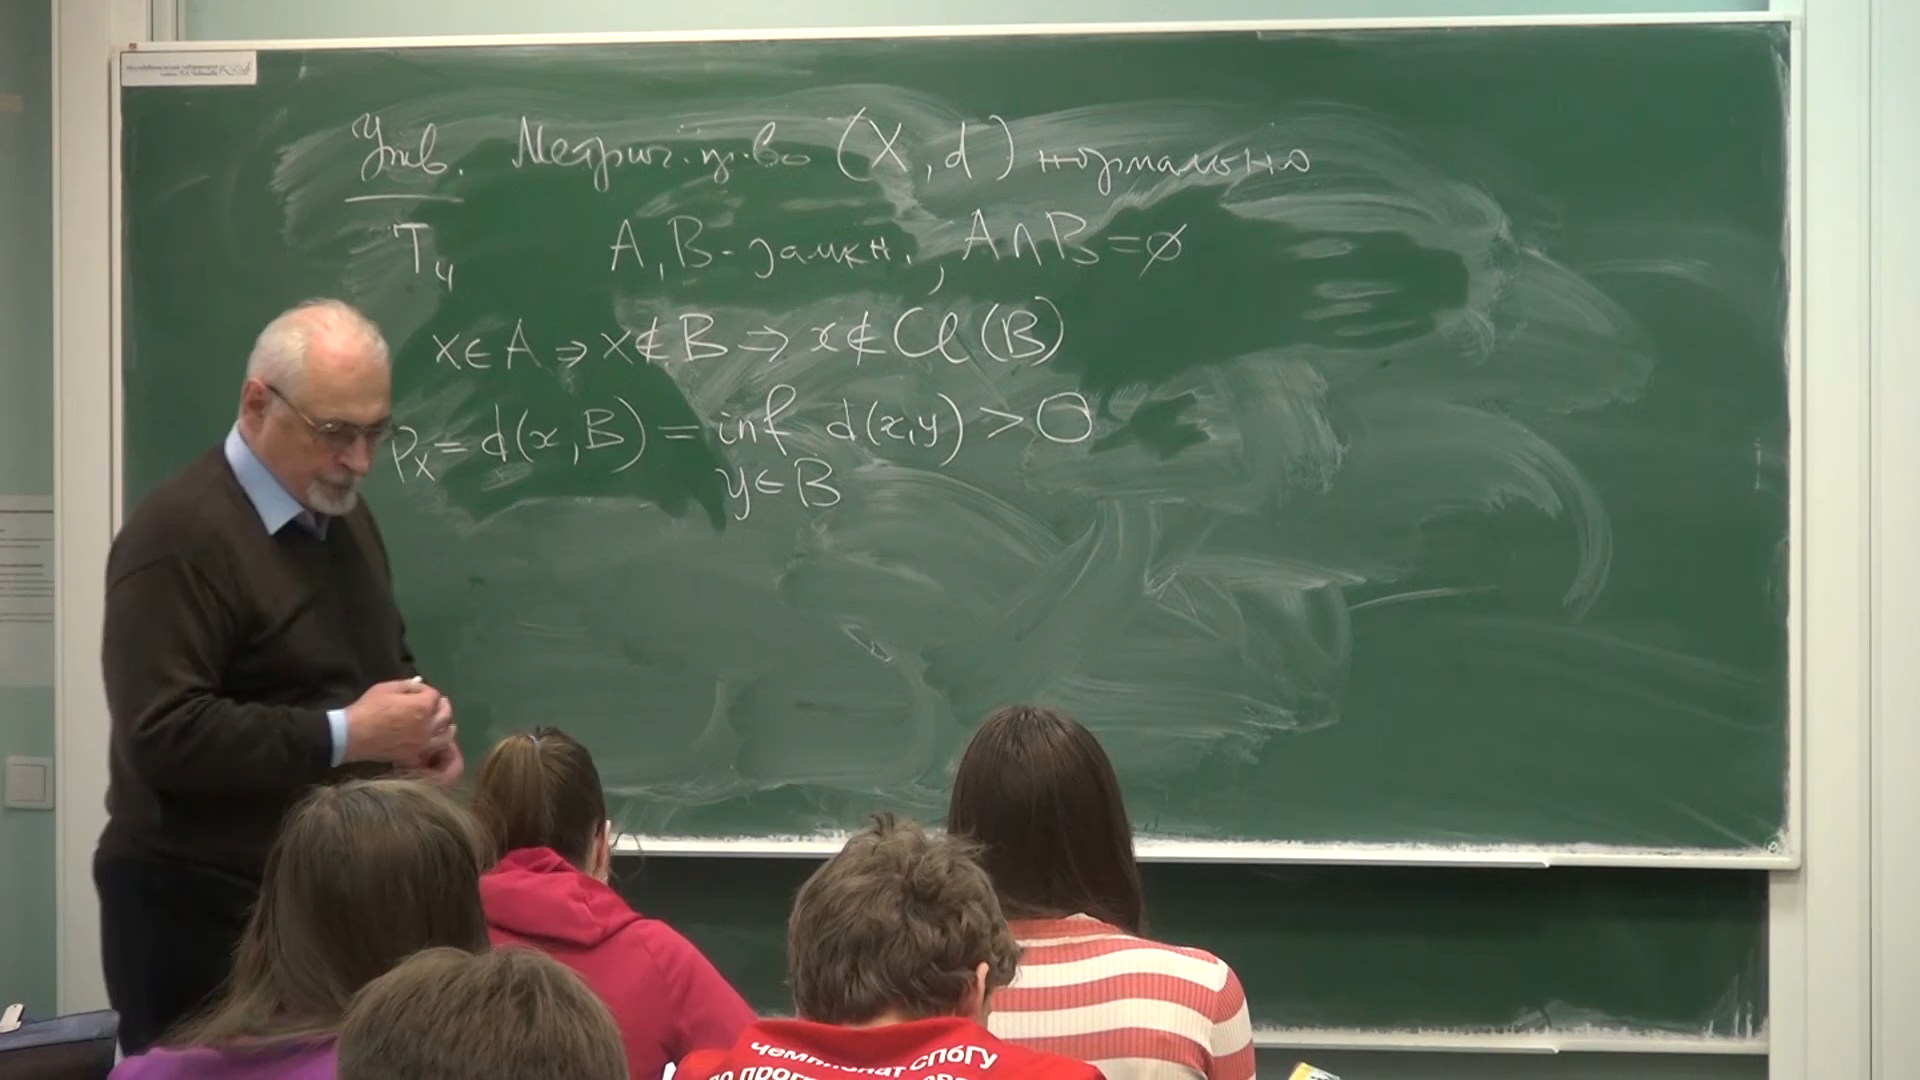 Утв. Метрич. пр-во (X, d) нормально
T₄ A, B - замкн., A∩B=∅
x∈A ⇒ x∉B ⇒ x∉Cl(B)
ρₓ = d(x, B) = inf d(x,y) > 0
y∈B
чемпионат СПбГУ